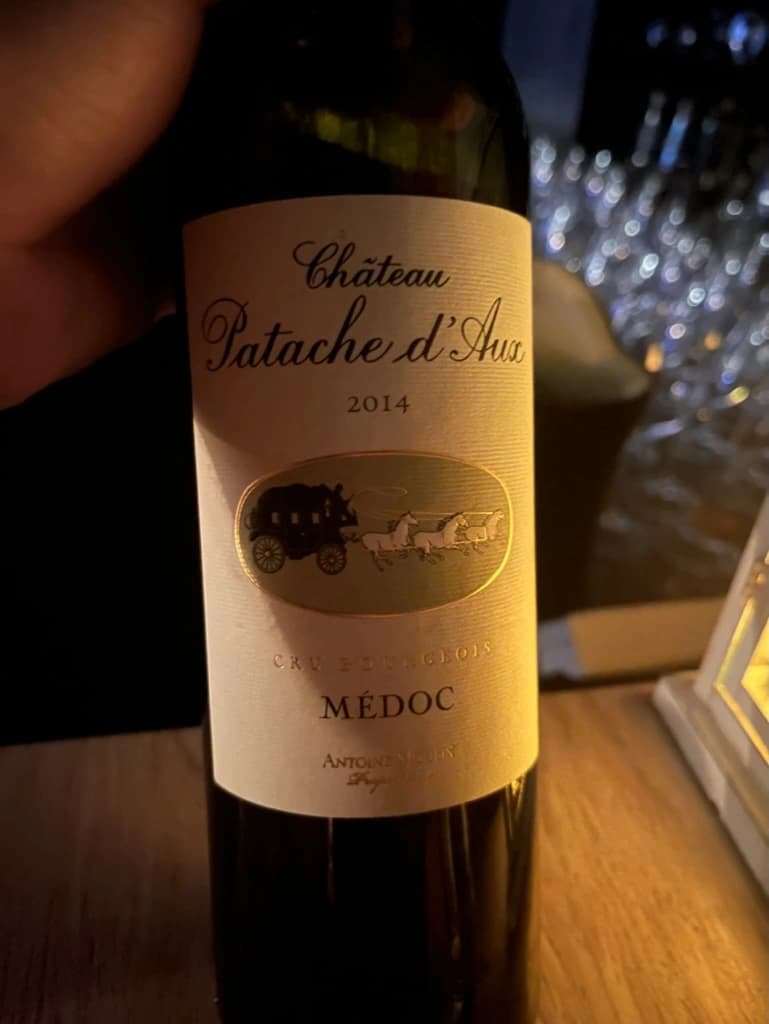 Château
Patache d'Aux
2014
CRU BOURGEOIS
MÉDOC
ANTOINE